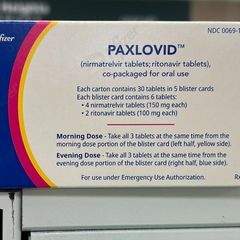 NDC 0069-1
fizer
PAXLOVID™
(nirmatrelvir tablets; ritonavir tablets),
co-packaged for oral use
Each carton contains 30 tablets in 5 blister cards
Each blister card contains 6 tablets:
• 4 nirmatrelvir tablets (150 mg each)
• 2 ritonavir tablets (100 mg each)
Morning Dose - Take all 3 tablets at the same time from the
morning dose portion of the blister card (left half, yellow side).
Evening Dose - Take all 3 tablets at the same time from the
evening dose portion of the blister card (right half, blue side).
For use under Emergency Use Authorization.